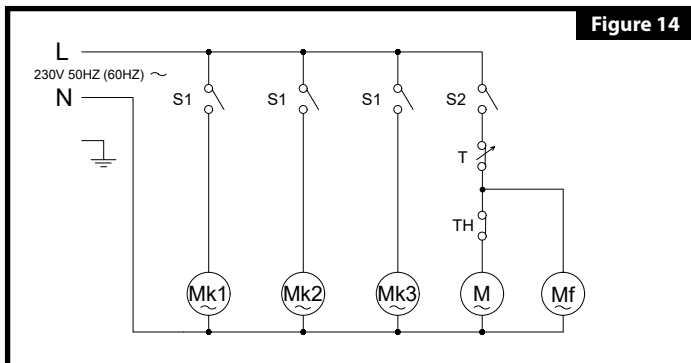 Figure 14
L
230V 50HZ (60HZ) ~
N
S1 S1 S1 S2
T
TH
Mk1 Mk2 Mk3 M Mf